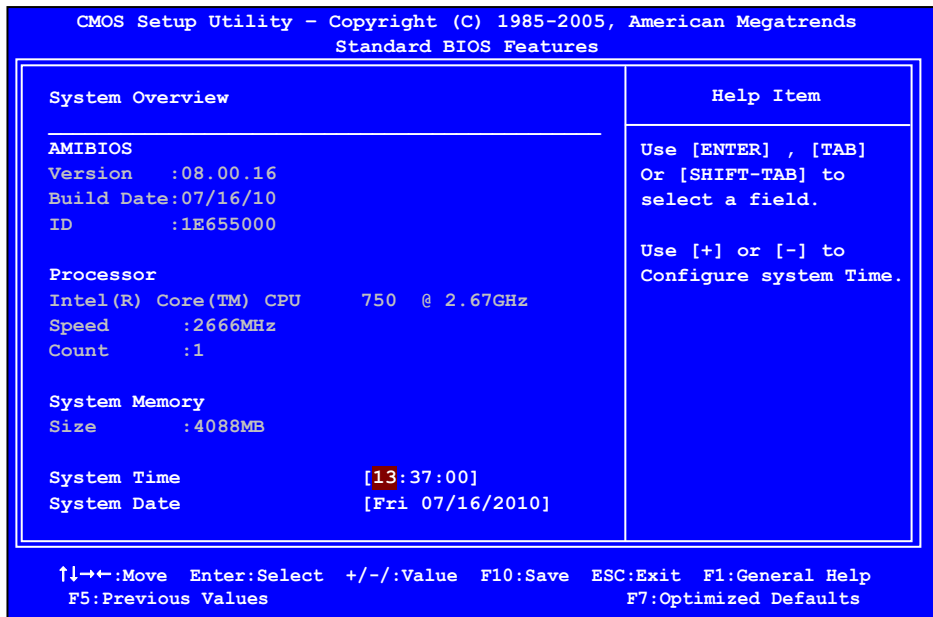 CMOS Setup Utility – Copyright (C) 1985-2005, American Megatrends
Standard BIOS Features
System Overview
AMIBIOS
Version :08.00.16
Build Date:07/16/10
ID :1E655000
Processor
Intel(R) Core(TM) CPU 750 @ 2.67GHz
Speed :2666MHz
Count :1
System Memory
Size :4088MB
System Time [13:37:00]
System Date [Fri 07/16/2010]
Help Item
Use [ENTER] , [TAB]
Or [SHIFT-TAB] to
select a field.
Use [+] or [-] to
Configure system Time.
↑↓→←:Move Enter:Select +/-/:Value F10:Save ESC:Exit F1:General Help
F5:Previous Values F7:Optimized Defaults